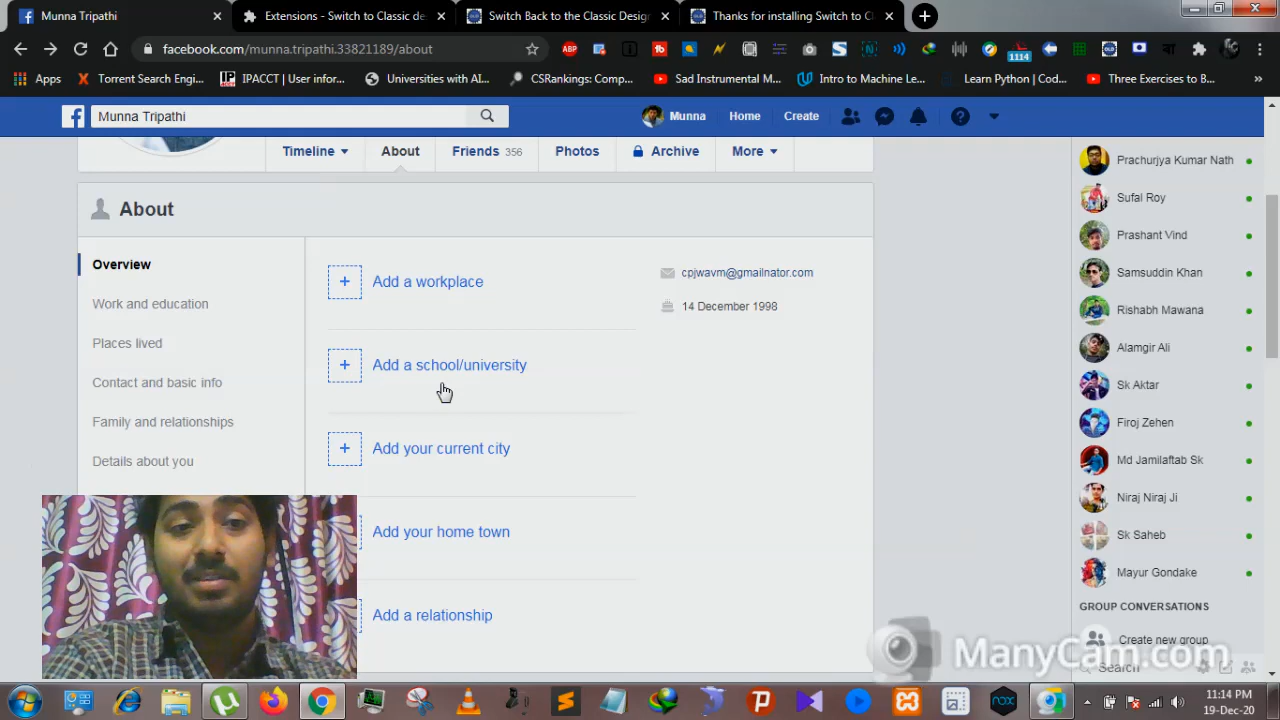 Munna Tripathi
Extensions - Switch to Classic de
Switch Back to the Classic Design
Thanks for installing Switch to C
facebook.com/munna.tripathi.33821189/about
1114
Apps
Torrent Search Engi...
IPACCT | User infor...
Universities with AI...
CSRankings: Comp...
Sad Instrumental M...
Intro to Machine Le...
Learn Python | Cod...
Three Exercises to B...
Munna Tripathi
Munna
Home
Create
Timeline
About
Friends 356
Photos
Archive
More
About
Overview
Work and education
Places lived
Contact and basic info
Family and relationships
Details about you
Add a workplace
Add a school/university
Add your current city
Add your home town
Add a relationship
cpjwavm@gmailnator.com
14 December 1998
Prachurjya Kumar Nath
Sufal Roy
Prashant Vind
Samsuddin Khan
Rishabh Mawana
Alamgir Ali
Sk Aktar
Firoj Zehen
Md Jamilaftab Sk
Niraj Niraj Ji
Sk Saheb
Mayur Gondake
GROUP CONVERSATIONS
Create new group
Search
ManyCam.com
11:14 PM
19-Dec-20